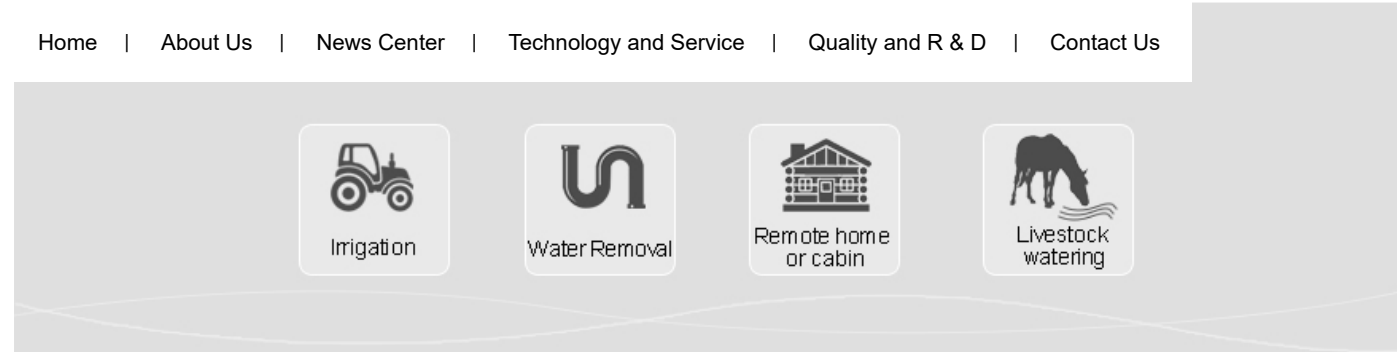 Home | About Us | News Center | Technology and Service | Quality and R & D | Contact Us
Irrigation
Water Removal
Remote home
or cabin
Livestock
watering